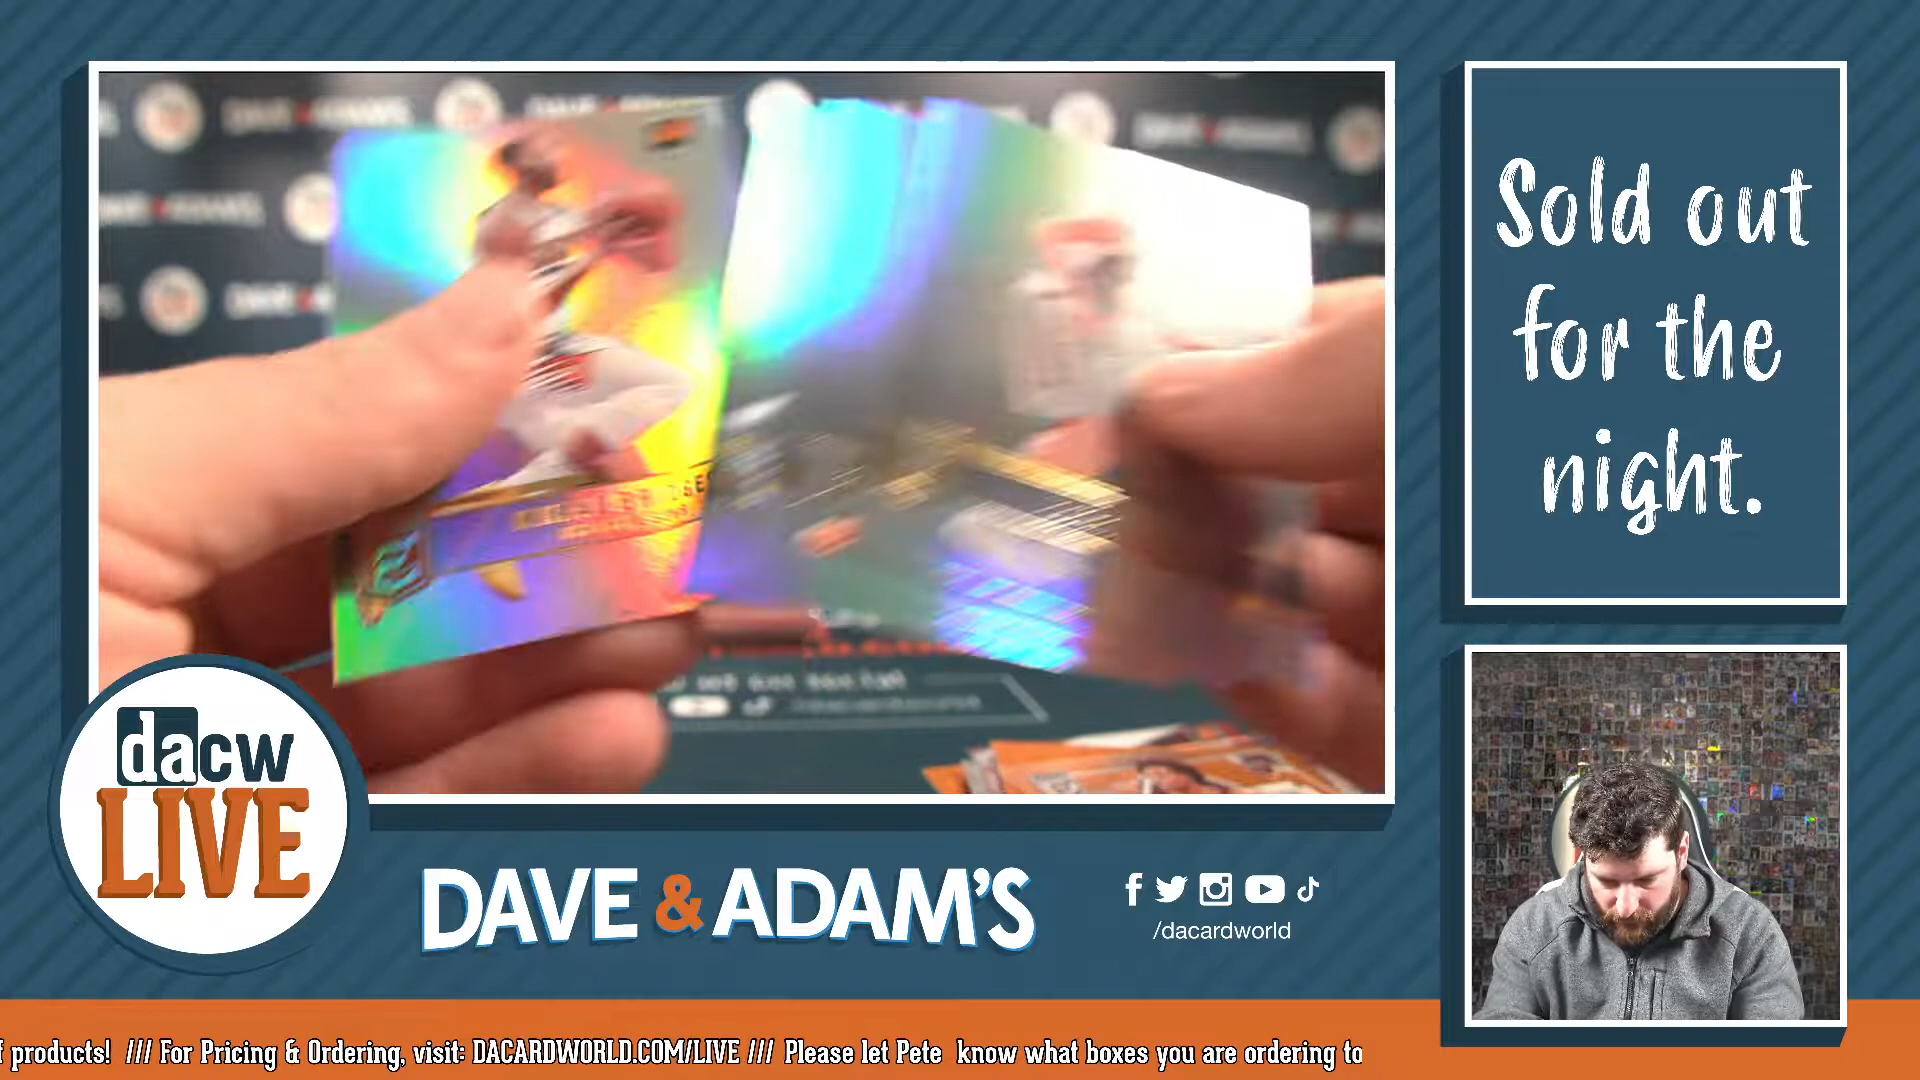 Sold out
for the
night.
dacw
LIVE
DAVE & ADAM'S
/dacardworld
products! /// For Pricing & Ordering, visit: DACARDWORLD.COM/LIVE /// Please let Pete know what boxes you are ordering to